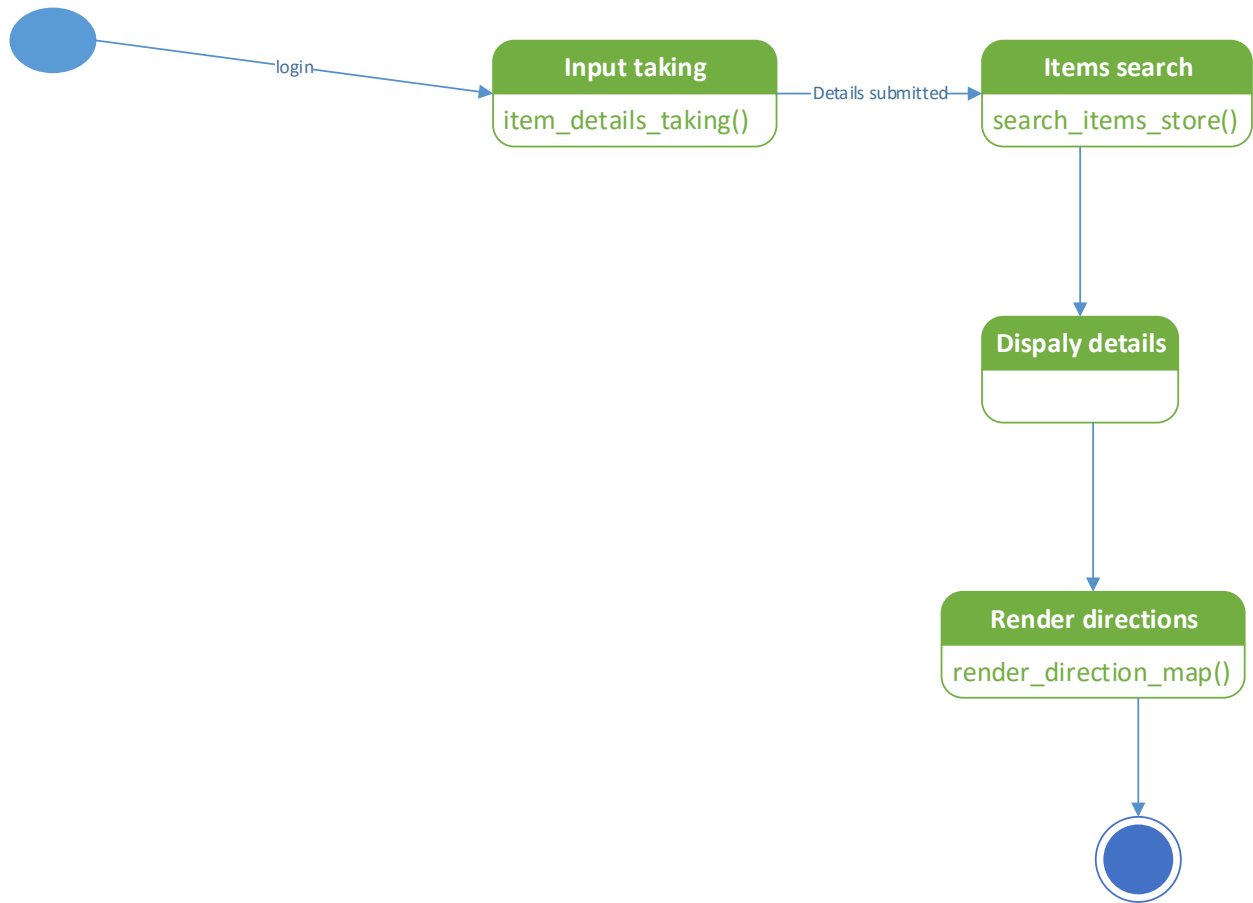 login
Input taking
item_details_taking()
Details submitted
Items search
search_items_store()
Dispaly details
Render directions
render_direction_map()